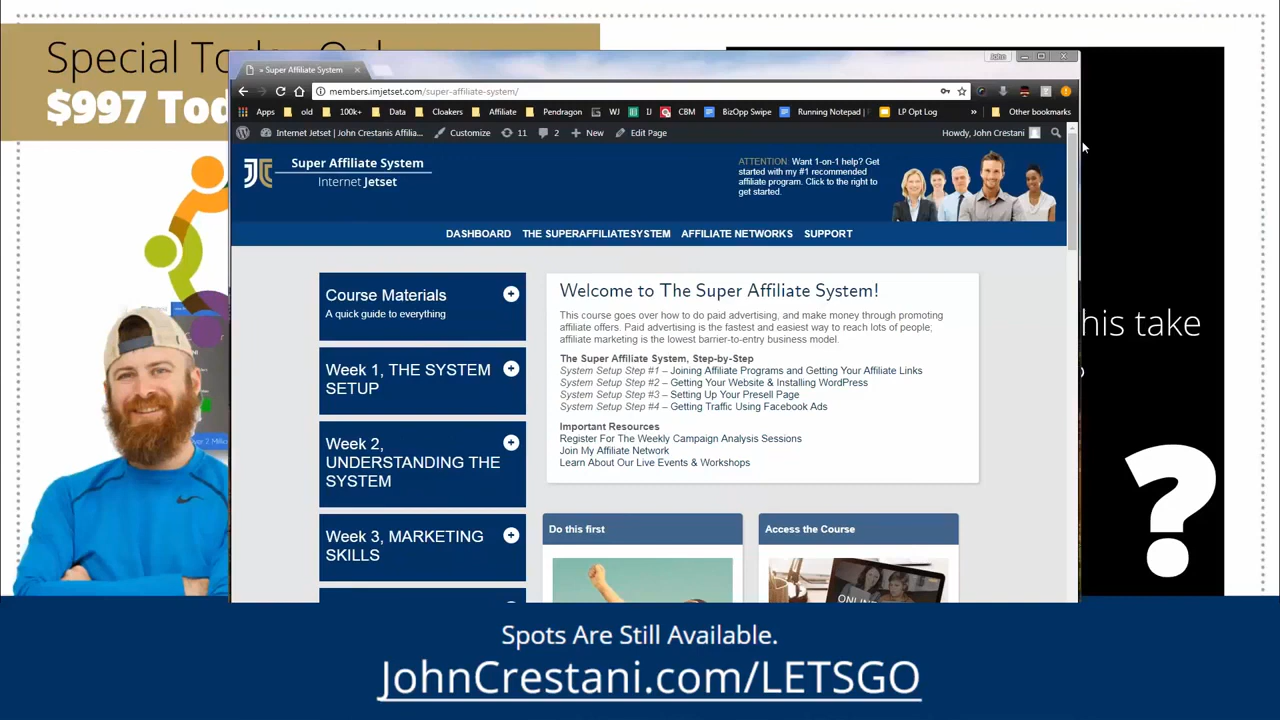 Special To
$997 Tod
» Super Affiliate System
John
members.imjetset.com/super-affiliate-system/
Apps old 100k+ Data Cloakers Affiliate Pendragon WJ IJ CBM BizOpp Swipe Running Notepad | LP Opt Log » Other bookmarks
Internet Jetset | John Crestanis Affilia... Customize 11 2 New Edit Page Howdy, John Crestani
Super Affiliate System
Internet Jetset
ATTENTION: Want 1-on-1 help? Get
started with my #1 recommended
affiliate program. Click to the right to
get started.
DASHBOARD THE SUPERAFFILIATESYSTEM AFFILIATE NETWORKS SUPPORT
Course Materials
A quick guide to everything
Week 1, THE SYSTEM
SETUP
Week 2,
UNDERSTANDING THE
SYSTEM
Week 3, MARKETING
SKILLS
Welcome to The Super Affiliate System!
This course goes over how to do paid advertising, and make money through promoting
affiliate offers. Paid advertising is the fastest and easiest way to reach lots of people;
affiliate marketing is the lowest barrier-to-entry business model.
The Super Affiliate System, Step-by-Step
System Setup Step #1 – Joining Affiliate Programs and Getting Your Affiliate Links
System Setup Step #2 – Getting Your Website & Installing WordPress
System Setup Step #3 – Setting Up Your Presell Page
System Setup Step #4 – Getting Traffic Using Facebook Ads
Important Resources
Register For The Weekly Campaign Analysis Sessions
Join My Affiliate Network
Learn About Our Live Events & Workshops
Do this first
Access the Course
his take
?
Spots Are Still Available.
JohnCrestani.com/LETSGO